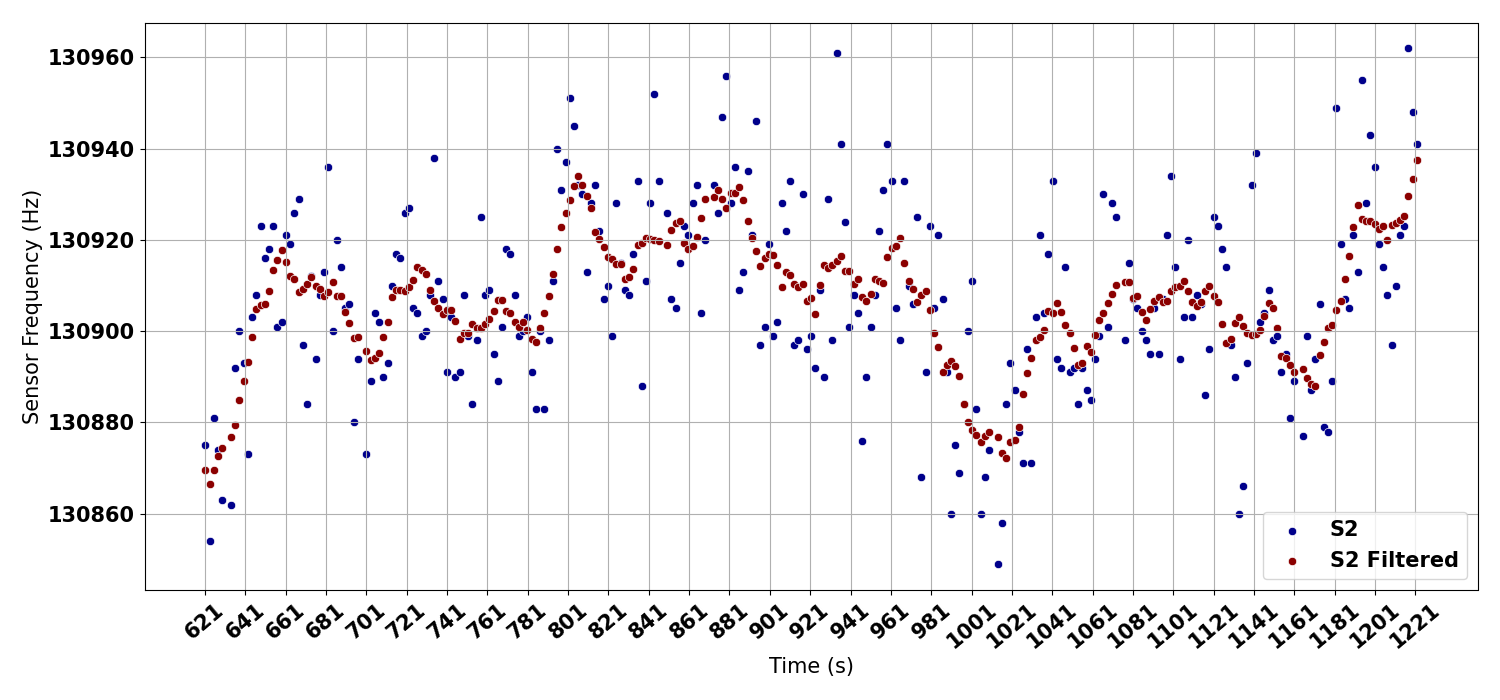 Sensor Frequency (Hz)
130960
130940
130920
130900
130880
130860
S2
S2 Filtered
621 641 661 681 701 721 741 761 781 801 821 841 861 881 901 921 941 961 981 1001 1021 1041 1061 1081 1101 1121 1141 1161 1181 1201 1221
Time (s)